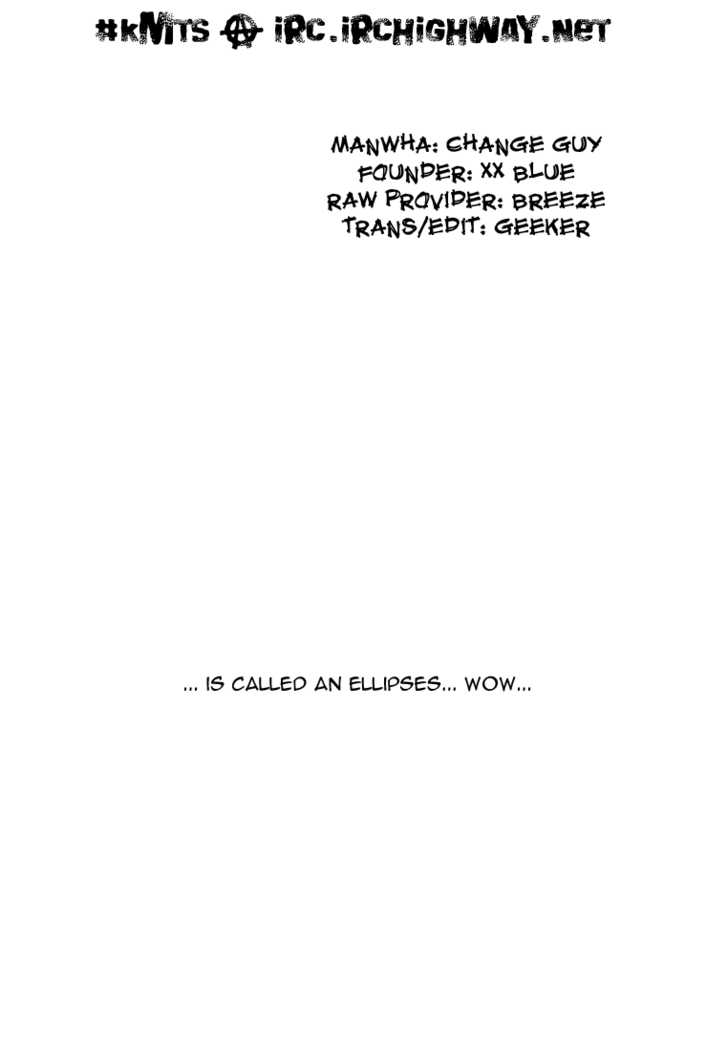 #kMTS @ iRC.iRCHiGHWAY.NET
MANWHA: CHANGE GUY
FOUNDER: XX BLUE
RAW PROVIDER: BREEZE
TRANS/EDIT: GEEKER
... IS CALLED AN ELLIPSES... WOW...